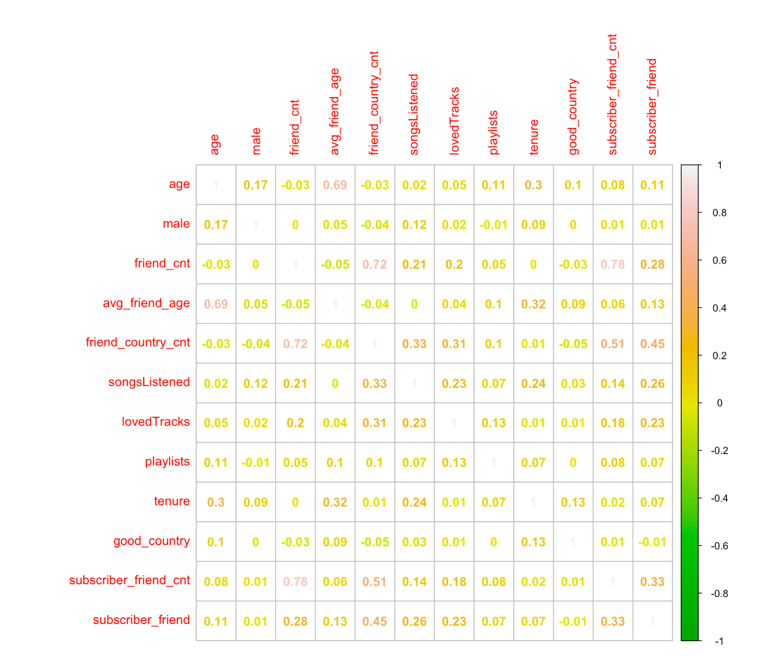 age male friend_cnt avg_friend_age friend_country_cnt songsListened lovedTracks playlists tenure good_country subscriber_friend_cnt subscriber_friend
age 1 0.17 -0.03 0.69 -0.03 0.02 0.05 0.11 0.3 0.1 0.08 0.11
male 0.17 1 0 0.05 -0.04 0.12 0.02 -0.01 0.09 0 0.01 0.01
friend_cnt -0.03 0 1 -0.05 0.72 0.21 0.2 0.05 0 -0.03 0.78 0.28
avg_friend_age 0.69 0.05 -0.05 1 -0.04 0 0.04 0.1 0.32 0.09 0.06 0.13
friend_country_cnt -0.03 -0.04 0.72 -0.04 1 0.33 0.31 0.1 0.01 -0.05 0.51 0.45
songsListened 0.02 0.12 0.21 0 0.33 1 0.23 0.07 0.24 0.03 0.14 0.26
lovedTracks 0.05 0.02 0.2 0.04 0.31 0.23 1 0.13 0.01 0.01 0.18 0.23
playlists 0.11 -0.01 0.05 0.1 0.1 0.07 0.13 1 0.07 0 0.08 0.07
tenure 0.3 0.09 0 0.32 0.01 0.24 0.01 0.07 1 0.13 0.02 0.07
good_country 0.1 0 -0.03 0.09 -0.05 0.03 0.01 0 0.13 1 0.01 -0.01
subscriber_friend_cnt 0.08 0.01 0.78 0.06 0.51 0.14 0.18 0.08 0.02 0.01 1 0.33
subscriber_friend 0.11 0.01 0.28 0.13 0.45 0.26 0.23 0.07 0.07 -0.01 0.33 1
1
0.8
0.6
0.4
0.2
0
-0.2
-0.4
-0.6
-0.8
-1